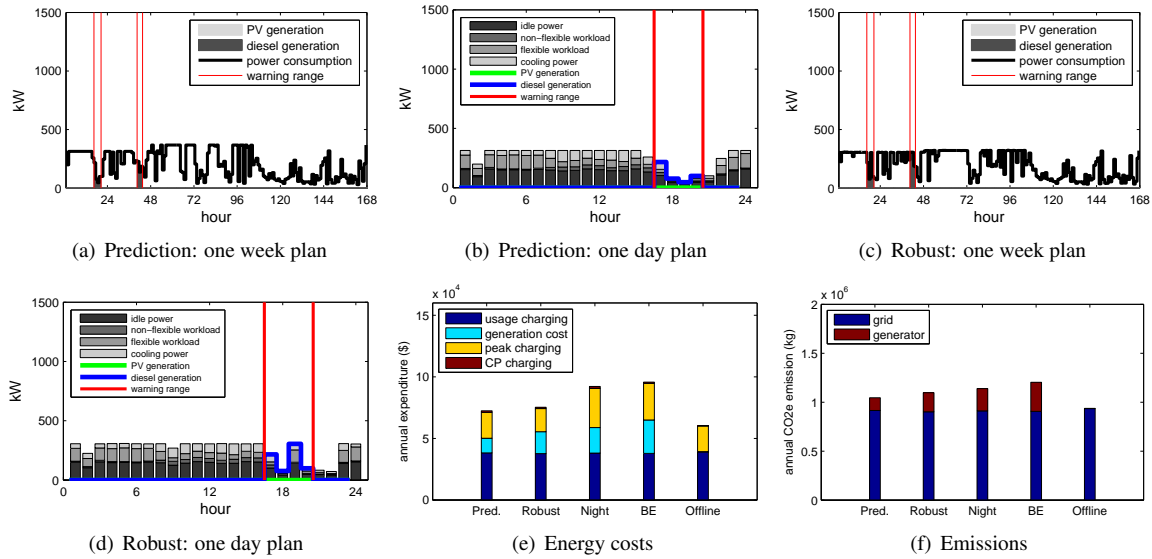 1500
1000
500
0
kW
PV generation
diesel generation
power consumption
warning range
24 48 72 96 120 144 168
hour
(a) Prediction: one week plan
1500
1000
500
0
kW
idle power
non−flexible workload
flexible workload
cooling power
PV generation
diesel generation
warning range
0 6 12 18 24
hour
(b) Prediction: one day plan
1500
1000
500
0
kW
PV generation
diesel generation
power consumption
warning range
24 48 72 96 120 144 168
hour
(c) Robust: one week plan
1500
1000
500
0
kW
idle power
non−flexible workload
flexible workload
cooling power
PV generation
diesel generation
warning range
0 6 12 18 24
hour
(d) Robust: one day plan
x 10^4
15
10
5
0
annual expenditure ($)
usage charging
generation cost
peak charging
CP charging
Pred. Robust Night BE Offline
(e) Energy costs
x 10^6
2
1.5
1
0.5
0
annual CO2e emission (kg)
grid
generator
Pred. Robust Night BE Offline
(f) Emissions